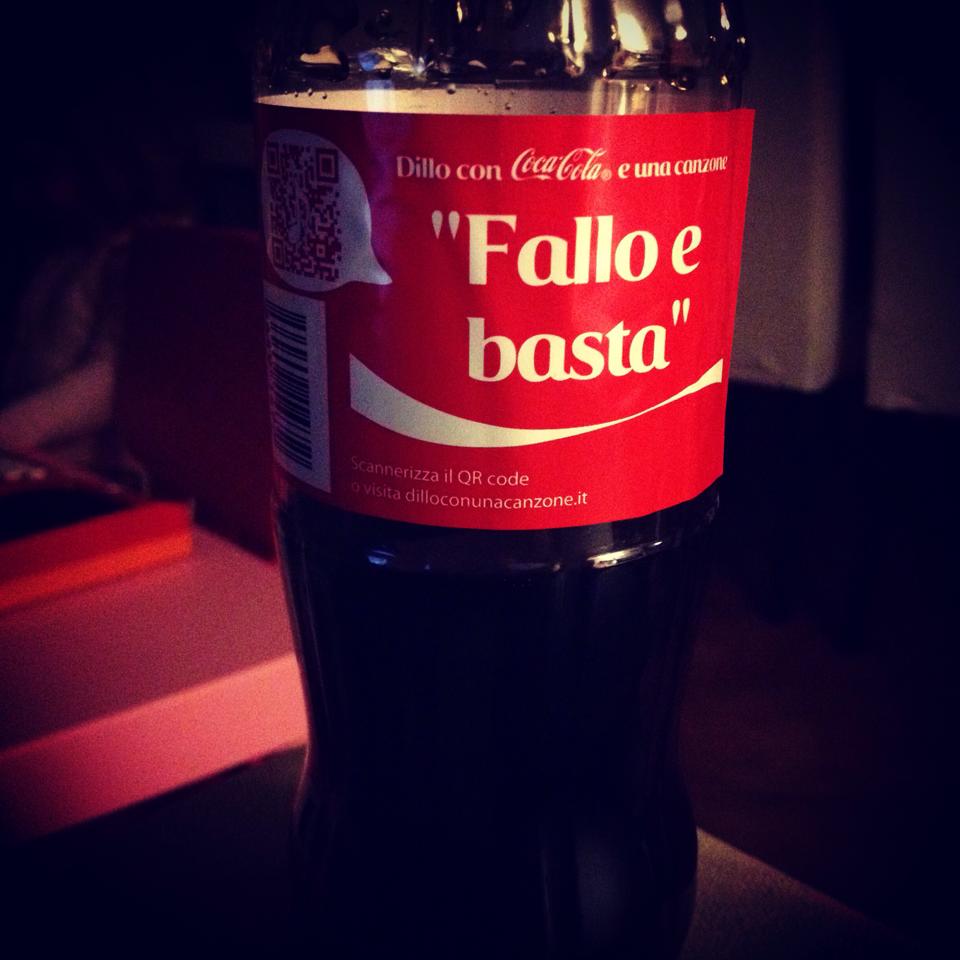 Dillo con Coca-Cola® e una canzone
"Fallo e
basta"
Scannerizza il QR code
o visita dilloconunacanzone.it